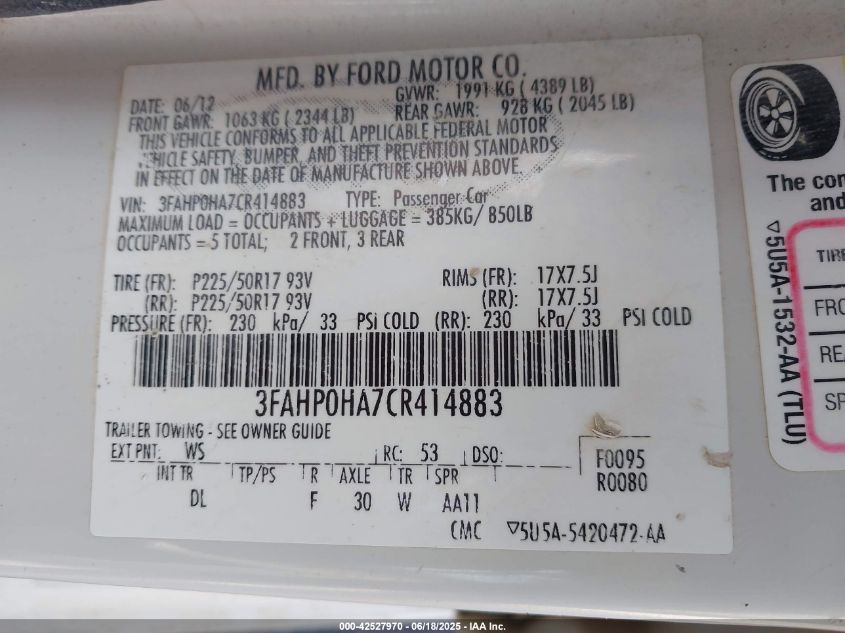 MFD. BY FORD MOTOR CO.
DATE: 06/12 GVWR: 1991 KG ( 4389 LB)
FRONT GAWR: 1063 KG ( 2344 LB) REAR GAWR: 928 KG ( 2045 LB)
THIS VEHICLE CONFORMS TO ALL APPLICABLE FEDERAL MOTOR
VEHICLE SAFETY, BUMPER, AND THEFT PREVENTION STANDARDS
IN EFFECT ON THE DATE OF MANUFACTURE SHOWN ABOVE.
VIN: 3FAHP0HA7CR414883 TYPE: Passenger Car
MAXIMUM LOAD = OCCUPANTS + LUGGAGE = 385KG/ 850LB
OCCUPANTS = 5 TOTAL; 2 FRONT, 3 REAR
TIRE (FR): P225/50R17 93V RIMS (FR): 17X7.5J
(RR): P225/50R17 93V (RR): 17X7.5J
PRESSURE (FR): 230 kPa/ 33 PSI COLD (RR): 230 kPa/ 33 PSI COLD
3FAHP0HA7CR414883
TRAILER TOWING - SEE OWNER GUIDE
EXT PNT: WS RC: 53 DSO:
F0095
INT TR TP/PS R AXLE TR SPR
R0080
DL F 30 W AA11
CMC ▽5U5A-5420472-AA
The con
and
▽5U5A-1532-AA (TLU)
TIRE
FRO
REA
SP
000-42527970 - 06/18/2025 - IAA Inc.